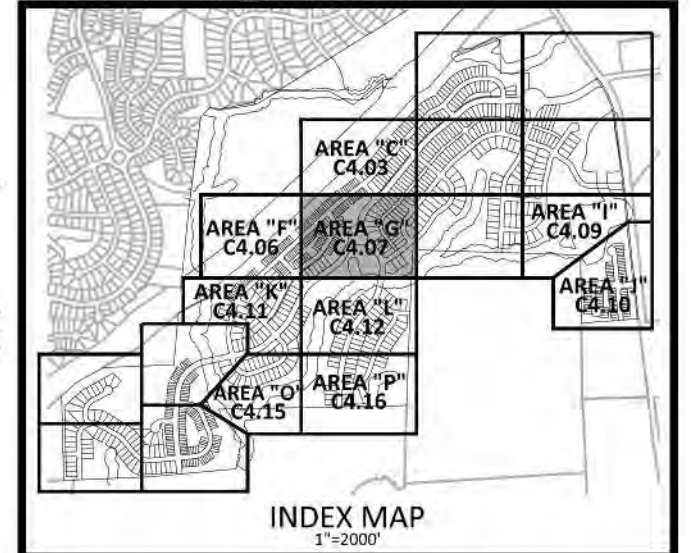 AREA "C"
C4.03
AREA "F"
C4.06
AREA "G"
C4.07
AREA "I"
C4.09
AREA "J"
C4.10
AREA "K"
C4.11
AREA "L"
C4.12
AREA "O'
C4.15
AREA "P"
C4.16
INDEX MAP
1"=2000'